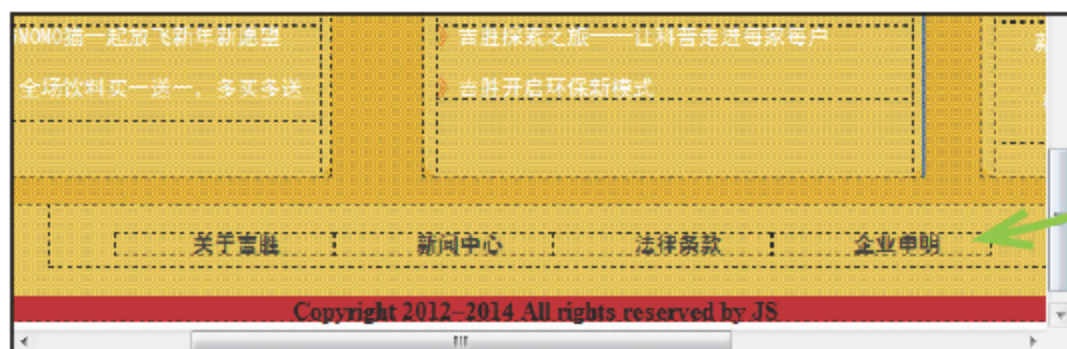 NOMO猫一起放飞新年新愿望
吉胜探索之旅——让科普走进每家每户
全场饮料买一送一，多买多送
吉胜开启环保新模式
关于吉胜
新闻中心
法律条款
企业申明
Copyright 2012–2014 All rights reserved by JS